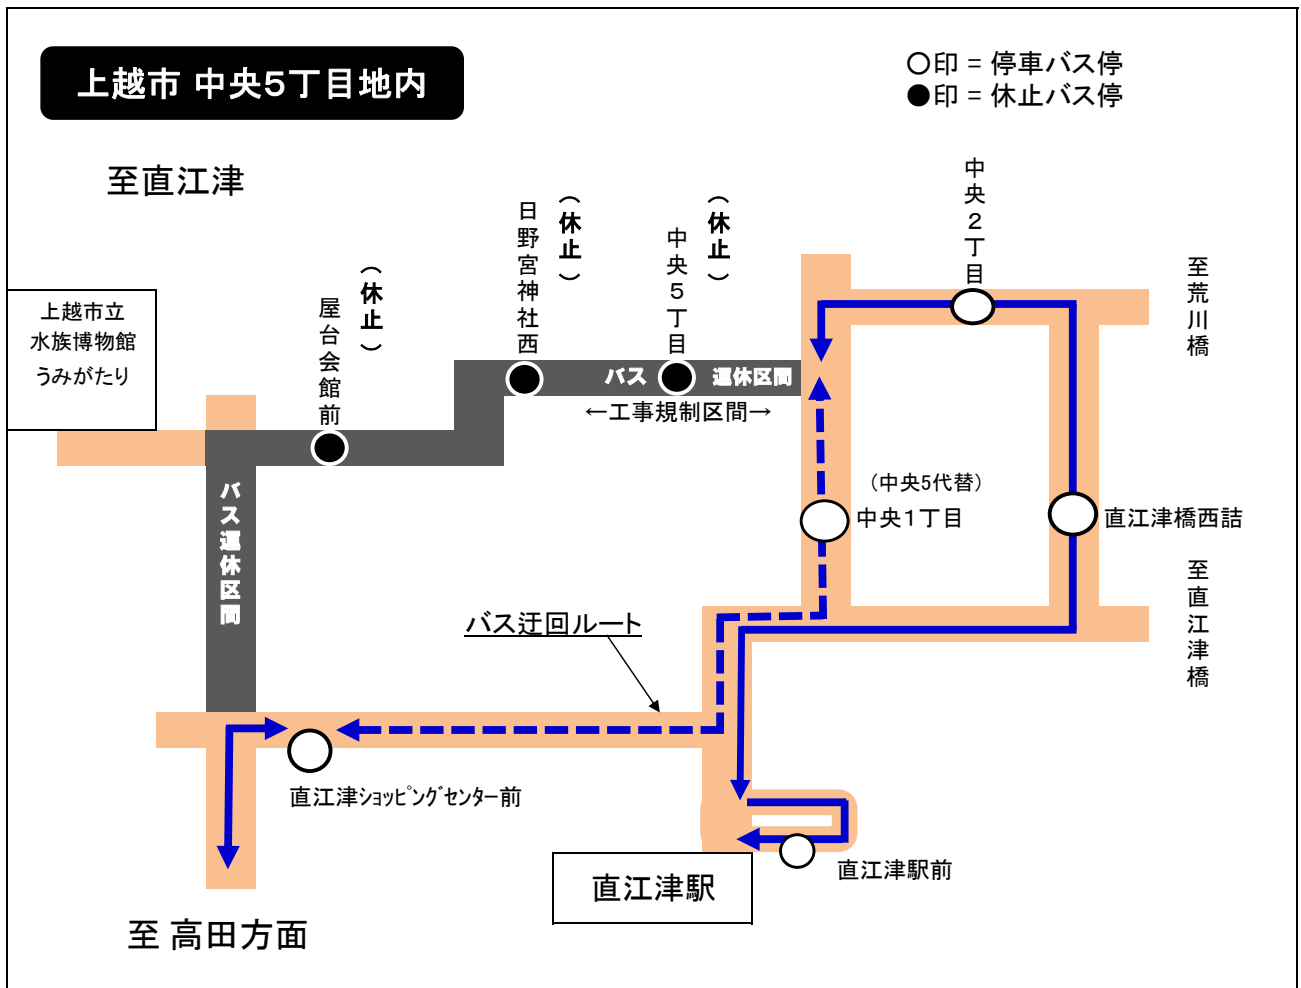 上越市 中央５丁目地内
○印 = 停車バス停
●印 = 休止バス停
至直江津
中央２丁目
日野宮神社西
（休止）
中央５丁目
（休止）
屋台会館前
（休止）
至荒川橋
上越市立
水族博物館
うみがたり
バス 運休区間
←工事規制区間→
バス運休区間
（中央5代替）
中央１丁目
直江津橋西詰
至直江津橋
バス迂回ルート
直江津ｼｮｯﾋﾟﾝｸﾞｾﾝﾀｰ前
直江津駅前
直江津駅
至 高田方面